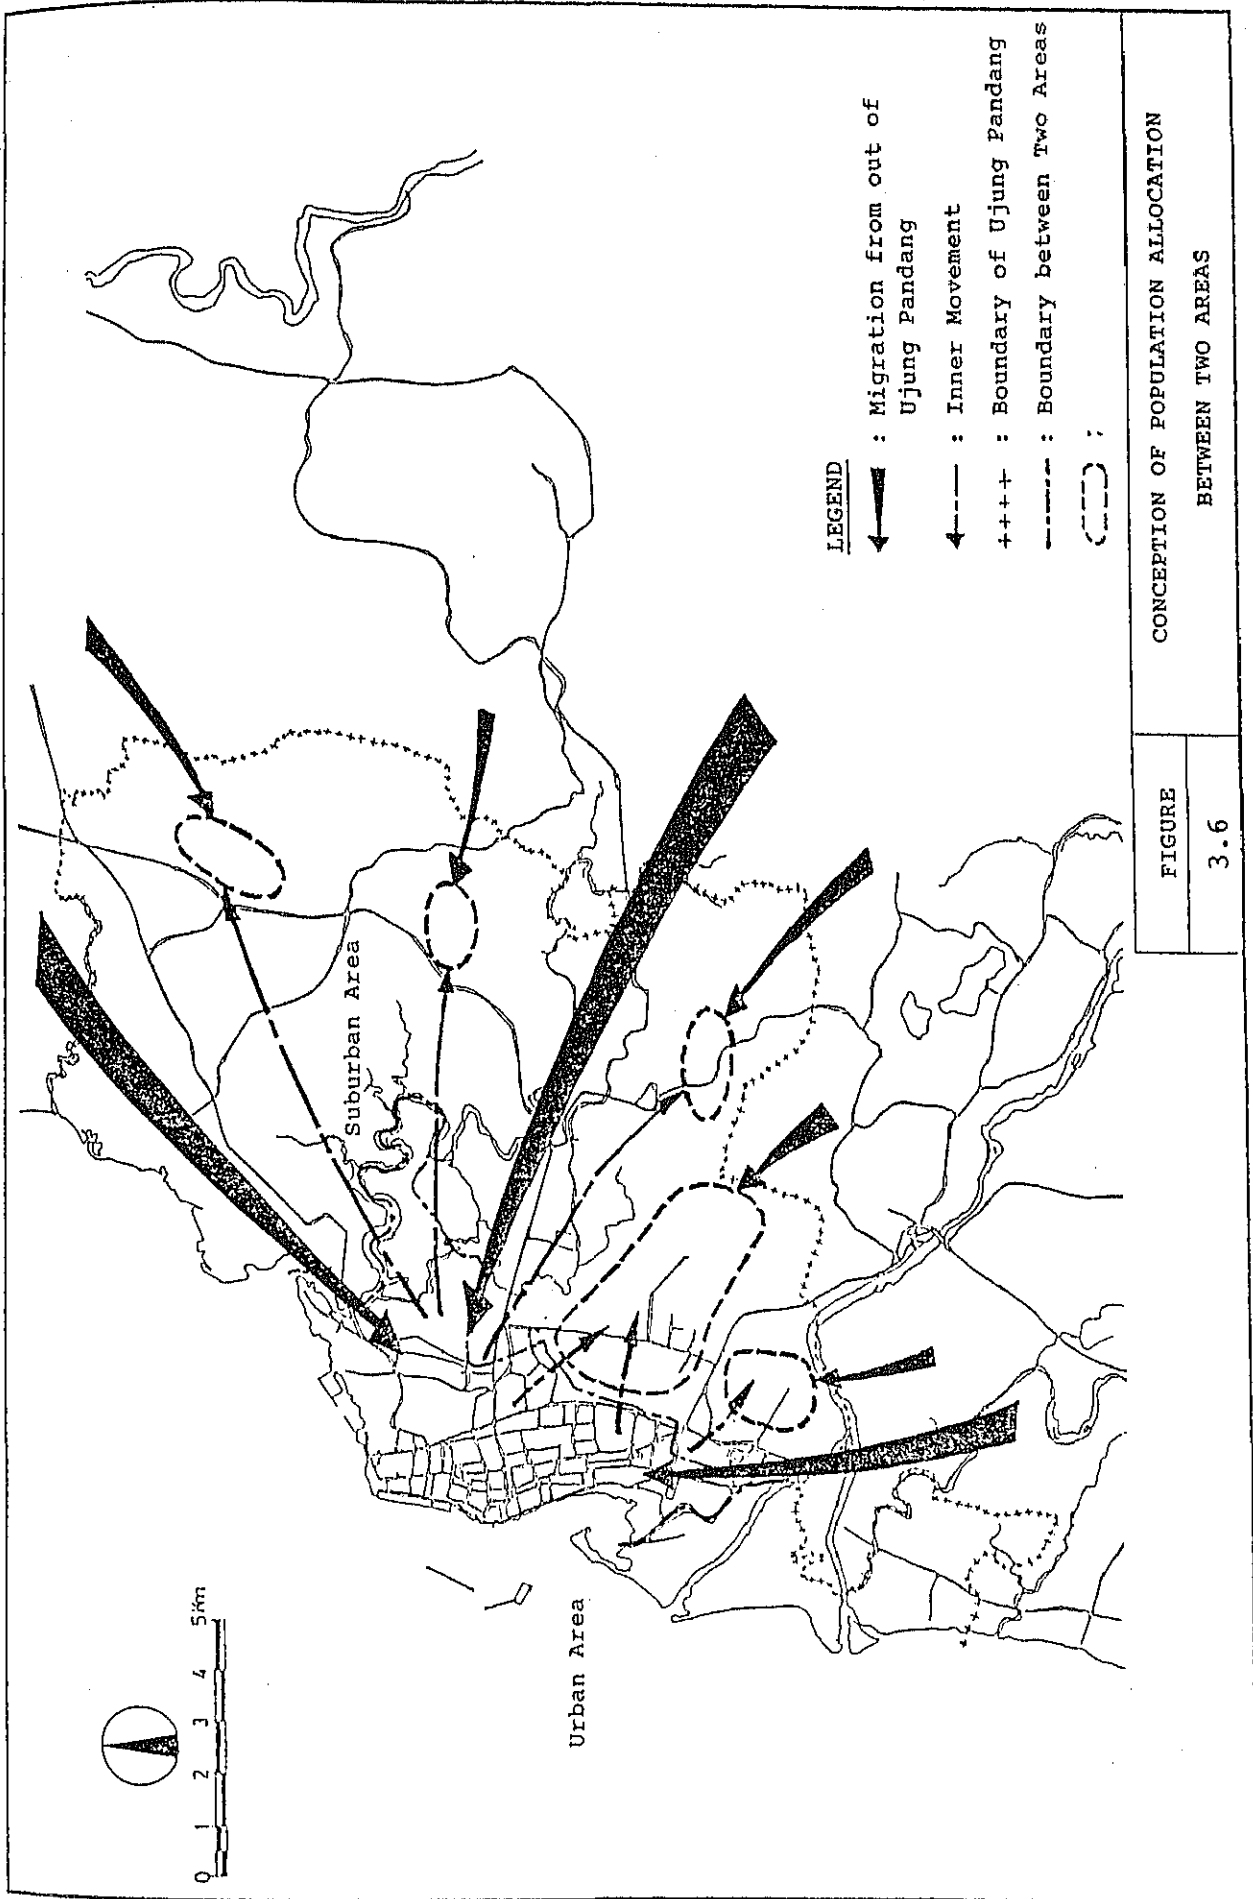 0 1 2 3 4 5km
Urban Area
Suburban Area
LEGEND
: Migration from out of
Ujung Pandang
: Inner Movement
++++ : Boundary of Ujung Pandang
: Boundary between Two Areas
:
FIGURE
3.6
CONCEPTION OF POPULATION ALLOCATION
BETWEEN TWO AREAS